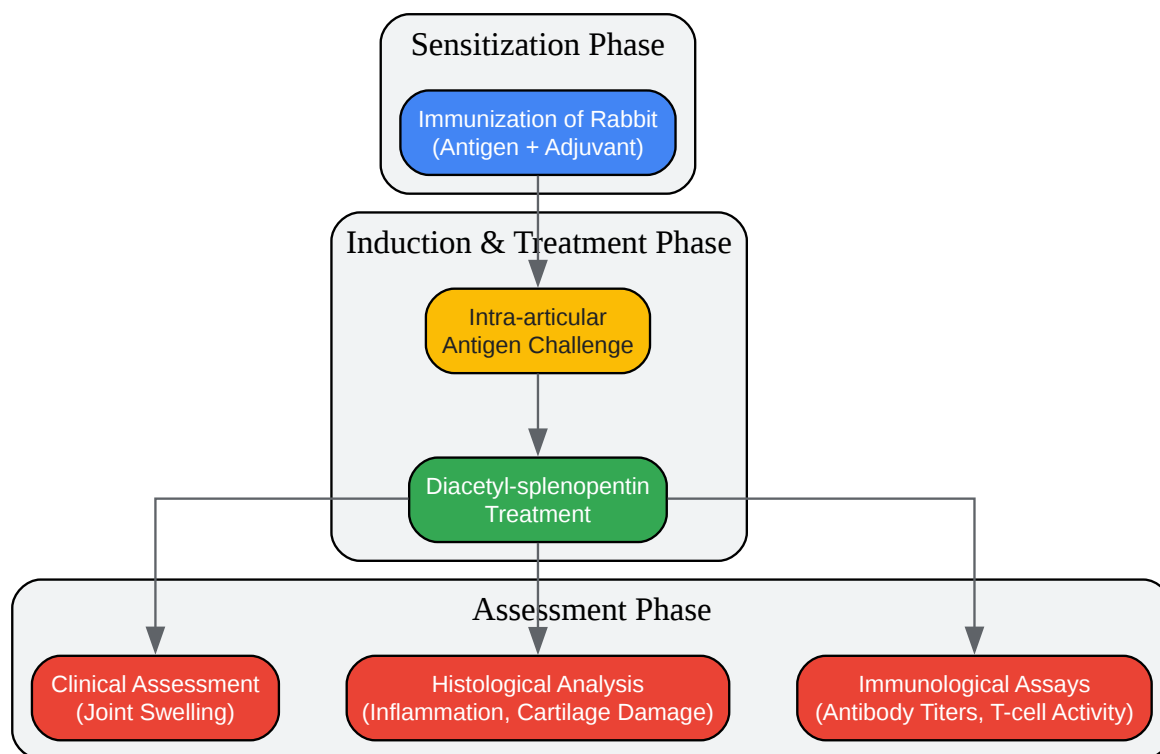 Sensitization Phase
Immunization of Rabbit
(Antigen + Adjuvant)
Induction & Treatment Phase
Intra-articular
Antigen Challenge
Diacetyl-splenopentin
Treatment
Assessment Phase
Clinical Assessment
(Joint Swelling)
Histological Analysis
(Inflammation, Cartilage Damage)
Immunological Assays
(Antibody Titers, T-cell Activity)